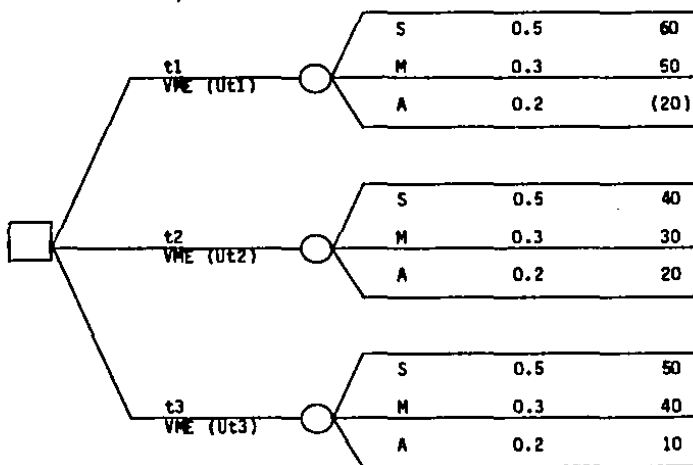 S 0.5 60
t1 M 0.3 50
VME (Ut1)
A 0.2 (20)
S 0.5 40
t2 M 0.3 30
VME (Ut2)
A 0.2 20
S 0.5 50
t3 M 0.3 40
VME (Ut3)
A 0.2 10